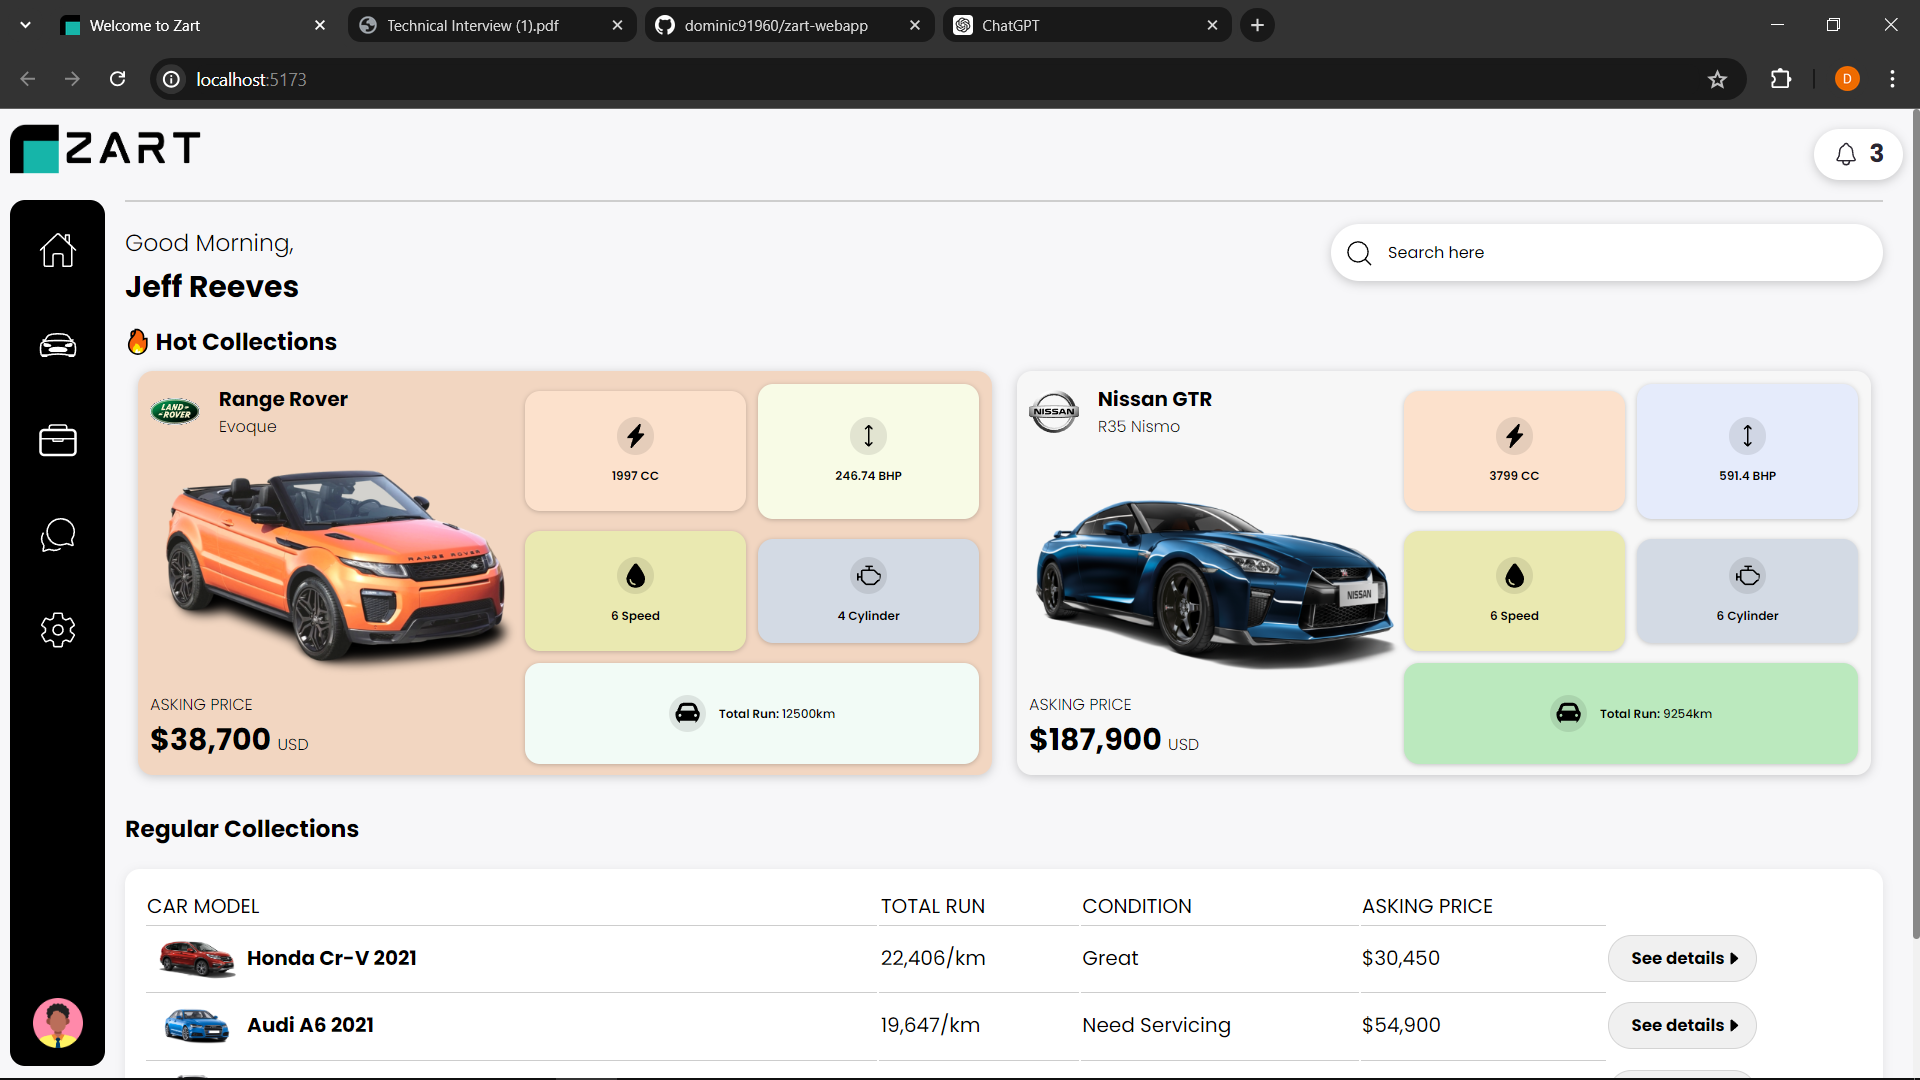 Welcome to Zart
Technical Interview (1).pdf
dominic91960/zart-webapp
ChatGPT
localhost:5173
D
ZART
3
Good Morning,
Jeff Reeves
Search here
Hot Collections
LAND-
-ROVER
Range Rover
Evoque
1997 CC
246.74 BHP
RANGE ROVER
6 Speed
4 Cylinder
ASKING PRICE
$38,700 USD
Total Run: 12500km
NISSAN
Nissan GTR
R35 Nismo
3799 CC
591.4 BHP
NISSAN
6 Speed
6 Cylinder
ASKING PRICE
$187,900 USD
Total Run: 9254km
Regular Collections
CAR MODEL TOTAL RUN CONDITION ASKING PRICE
Honda Cr-V 2021 22,406/km Great $30,450 See details
Audi A6 2021 19,647/km Need Servicing $54,900 See details